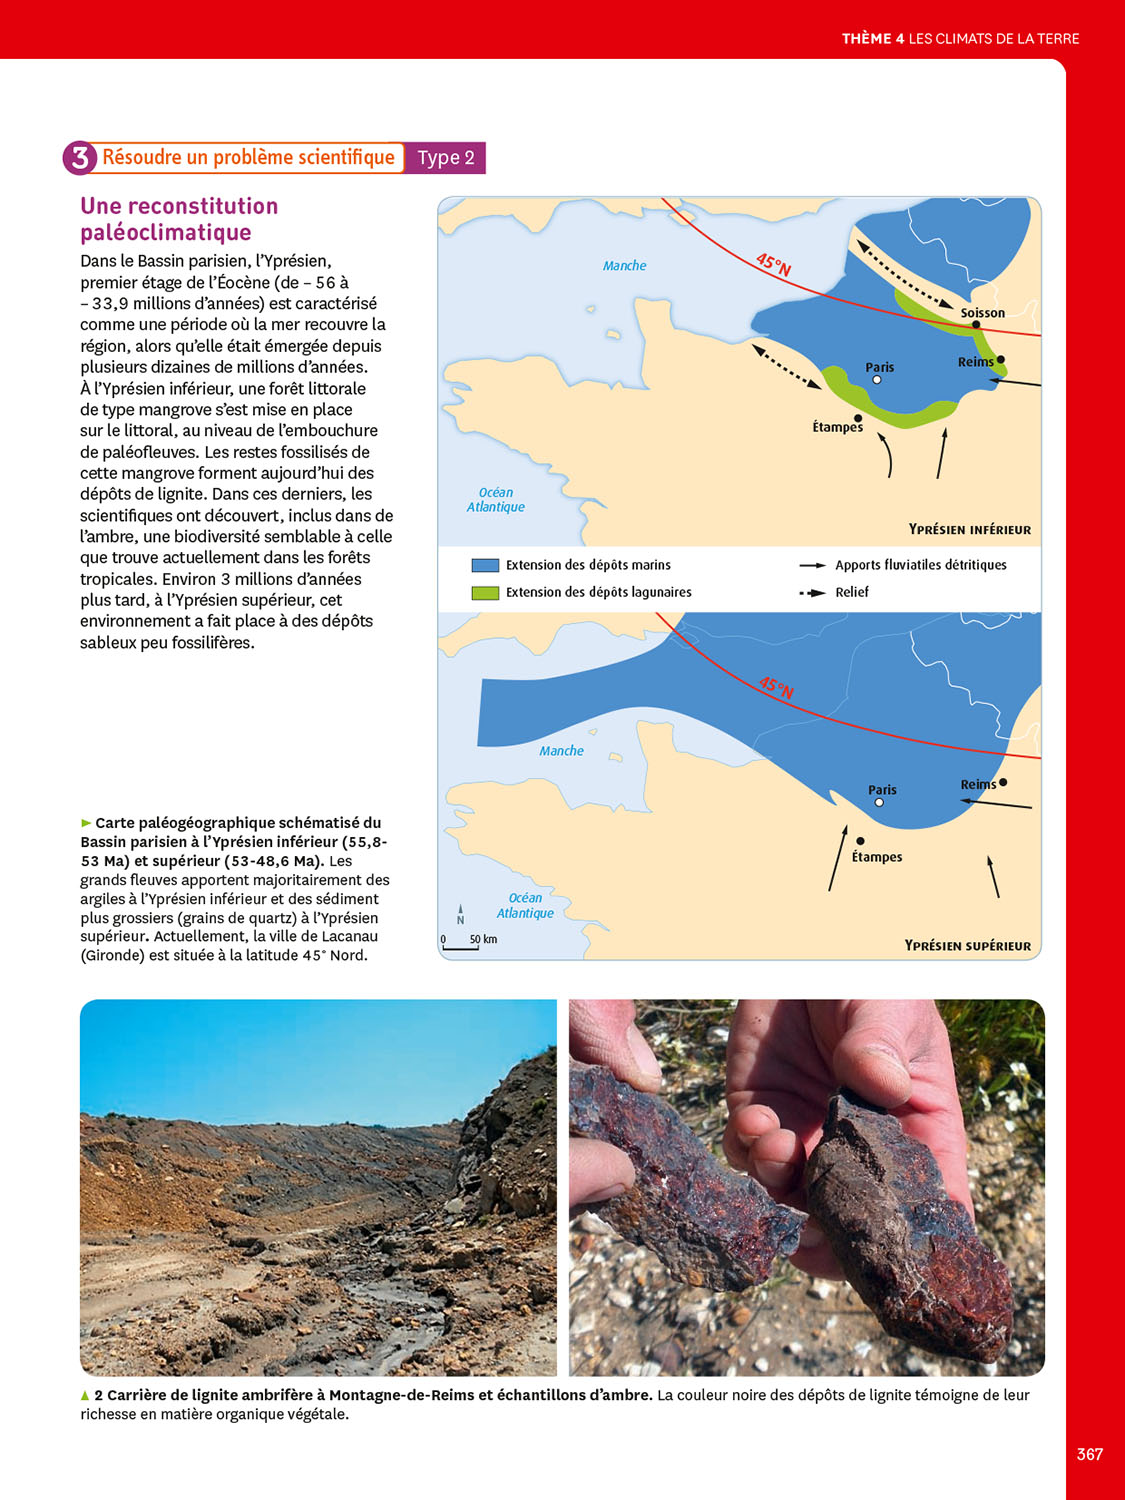 THÈME 4 LES CLIMATS DE LA TERRE
3 Résoudre un problème scientifique Type 2
Une reconstitution
paléoclimatique
Dans le Bassin parisien, l’Yprésien,
premier étage de l’Éocène (de – 56 à
– 33,9 millions d’années) est caractérisé
comme une période où la mer recouvre la
région, alors qu’elle était émergée depuis
plusieurs dizaines de millions d’années.
À l’Yprésien inférieur, une forêt littorale
de type mangrove s’est mise en place
sur le littoral, au niveau de l’embouchure
de paléofleuves. Les restes fossilisés de
cette mangrove forment aujourd’hui des
dépôts de lignite. Dans ces derniers, les
scientifiques ont découvert, inclus dans de
l’ambre, une biodiversité semblable à celle
que trouve actuellement dans les forêts
tropicales. Environ 3 millions d’années
plus tard, à l’Yprésien supérieur, cet
environnement a fait place à des dépôts
sableux peu fossilifères.
► Carte paléogéographique schématisé du
Bassin parisien à l’Yprésien inférieur (55,8-
53 Ma) et supérieur (53-48,6 Ma). Les
grands fleuves apportent majoritairement des
argiles à l’Yprésien inférieur et des sédiment
plus grossiers (grains de quartz) à l’Yprésien
supérieur. Actuellement, la ville de Lacanau
(Gironde) est située à la latitude 45° Nord.
Manche
45°N
Soisson
Reims
Paris
Étampes
Océan
Atlantique
YPRÉSIEN INFÉRIEUR
Extension des dépôts marins
Apports fluviatiles détritiques
Extension des dépôts lagunaires
Relief
45°N
Manche
Paris
Reims
Étampes
Océan
Atlantique
N
0 50 km
YPRÉSIEN SUPÉRIEUR
▲ 2 Carrière de lignite ambrifère à Montagne-de-Reims et échantillons d’ambre. La couleur noire des dépôts de lignite témoigne de leur
richesse en matière organique végétale.
367